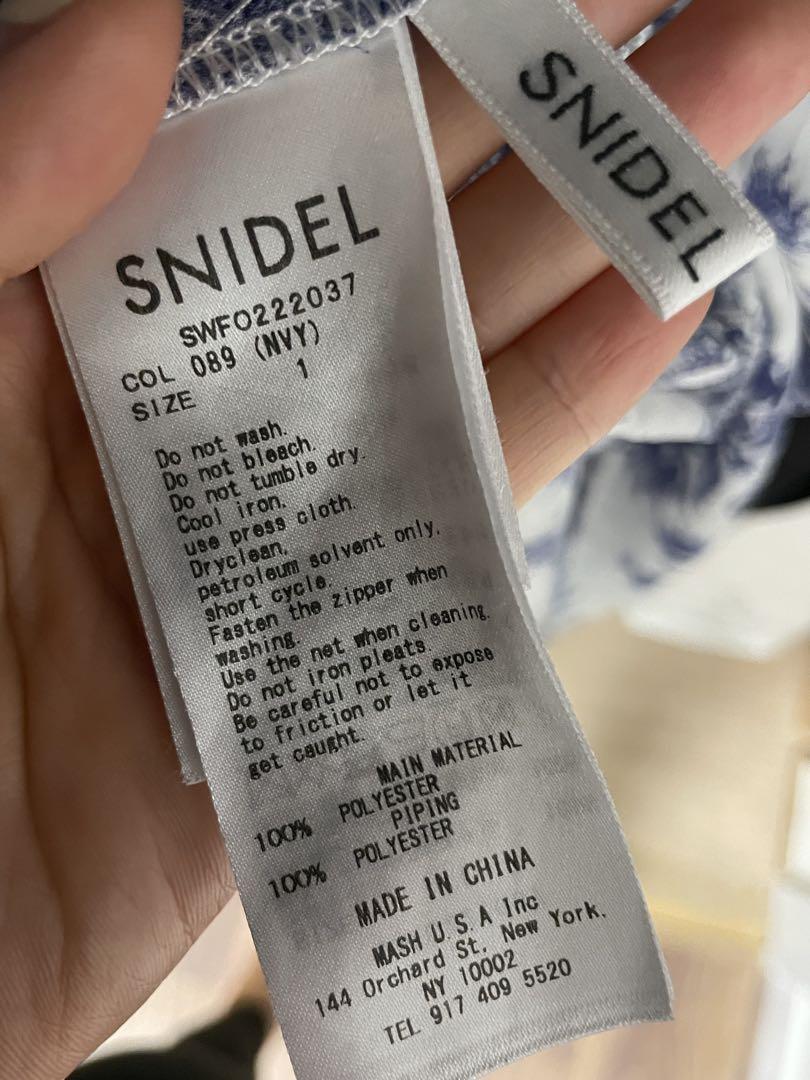 SNIDEL
SNIDEL
SWFO222037
COL 089 (NVY)
SIZE 1
Do not wash.
Do not bleach.
Do not tumble dry.
Cool iron.
use press cloth.
Dryclean.
petroleum solvent only.
short cycle.
Fasten the zipper when
washing.
Use the net when cleaning.
Do not iron pleats.
Be careful not to expose
to friction or let it
get caught.
MAIN MATERIAL
100% POLYESTER
PIPING
100% POLYESTER
MADE IN CHINA
MASH U.S.A Inc
144 Orchard St. New York.
NY 10002
TEL 917 409 5520